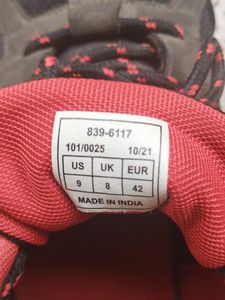 839-6117
101/0025 10/21
US UK EUR
9 8 42
MADE IN INDIA